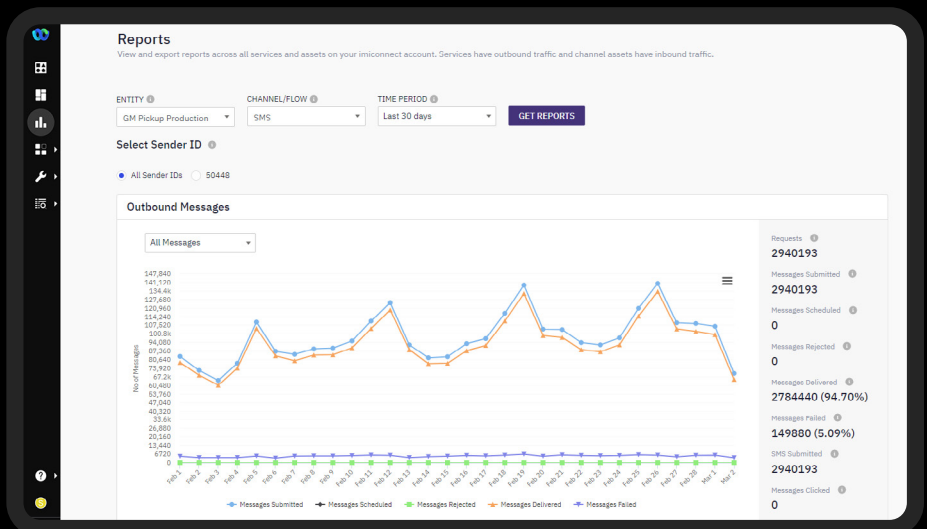 Reports
View and export reports across all services and assets on your imiconnect account. Services have outbound traffic and channel assets have inbound traffic.
ENTITY
CHANNEL/FLOW
TIME PERIOD
GM Pickup Production
SMS
Last 30 days
GET REPORTS
Select Sender ID
All Sender IDs
50448
Outbound Messages
All Messages
No of Messages
147,840
141,120
134.4k
127,680
120,960
114,240
107,520
100.8k
94,080
87,360
80,640
73,920
67.2k
60,480
53,760
47,040
40,320
33.6k
26,880
20,160
13,440
6720
0
Feb 1
Feb 2
Feb 3
Feb 4
Feb 5
Feb 6
Feb 7
Feb 8
Feb 9
Feb 10
Feb 11
Feb 12
Feb 13
Feb 14
Feb 15
Feb 16
Feb 17
Feb 18
Feb 19
Feb 20
Feb 21
Feb 22
Feb 23
Feb 24
Feb 25
Feb 26
Feb 27
Feb 28
Mar 1
Mar 2
Messages Submitted
Messages Scheduled
Messages Rejected
Messages Delivered
Messages Failed
Requests
2940193
Messages Submitted
2940193
Messages Scheduled
0
Messages Rejected
0
Messages Delivered
2784440 (94.70%)
Messages Failed
149880 (5.09%)
SMS Submitted
2940193
Messages Clicked
0